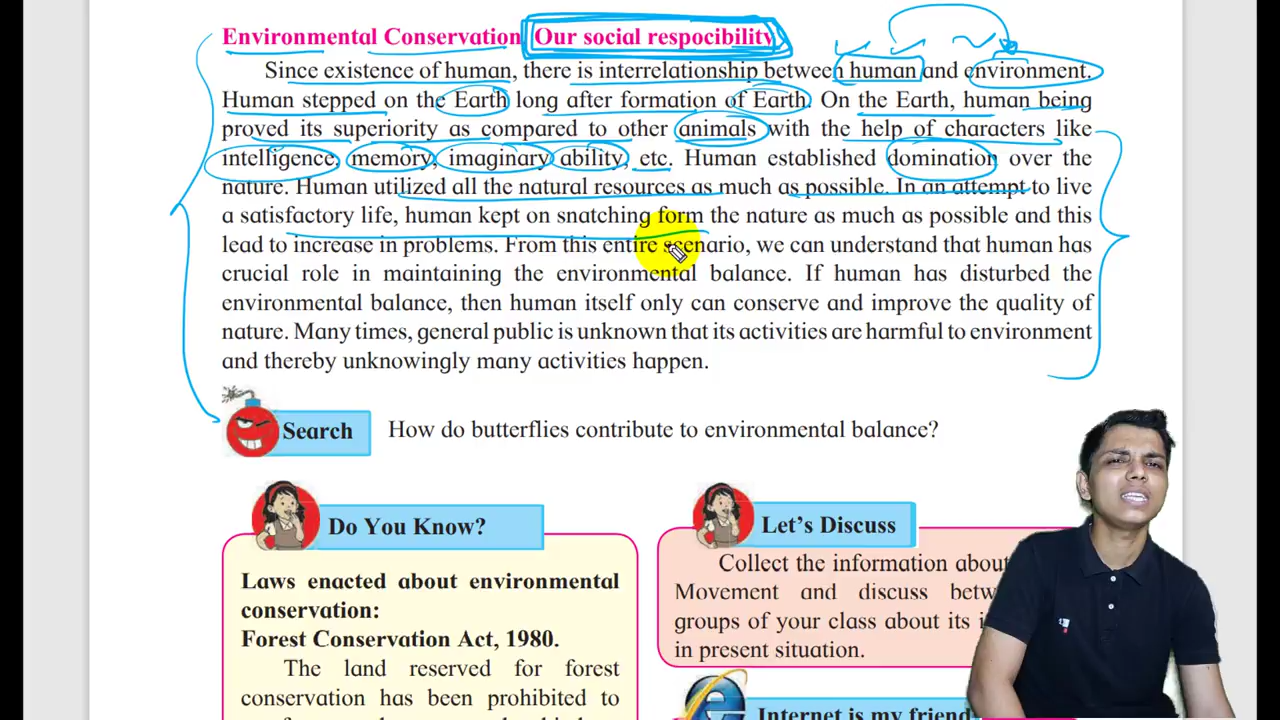 Environmental Conservation Our social respocibility
Since existence of human, there is interrelationship between human and environment.
Human stepped on the Earth long after formation of Earth. On the Earth, human being
proved its superiority as compared to other animals with the help of characters like
intelligence, memory, imaginary ability, etc. Human established domination over the
nature. Human utilized all the natural resources as much as possible. In an attempt to live
a satisfactory life, human kept on snatching form the nature as much as possible and this
lead to increase in problems. From this entire scenario, we can understand that human has
crucial role in maintaining the environmental balance. If human has disturbed the
environmental balance, then human itself only can conserve and improve the quality of
nature. Many times, general public is unknown that its activities are harmful to environment
and thereby unknowingly many activities happen.
Search How do butterflies contribute to environmental balance?
Do You Know?
Laws enacted about environmental
conservation:
Forest Conservation Act, 1980.
The land reserved for forest
conservation has been prohibited to
Let's Discuss
Collect the information about
Movement and discuss
groups of your class about its
in present situation.
Internet is my friend